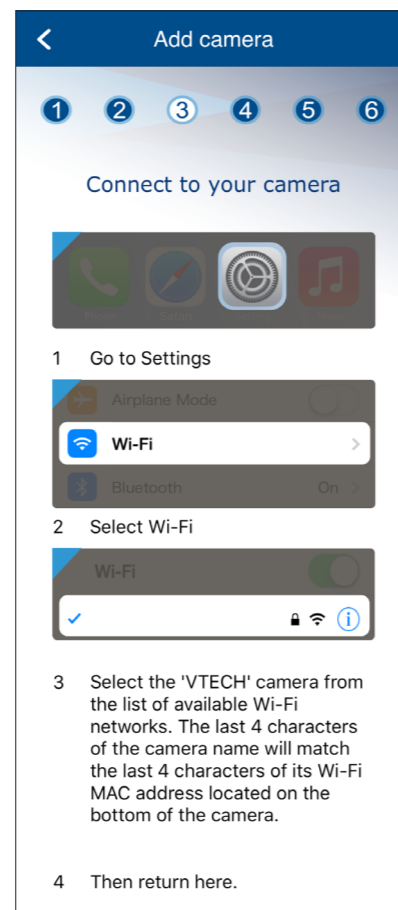 Add camera
1 2 3 4 5 6
Connect to your camera
Phone Safari
1 Go to Settings
Airplane Mode
Wi-Fi
Bluetooth On
2 Select Wi-Fi
Wi-Fi
3 Select the 'VTECH' camera from
the list of available Wi-Fi
networks. The last 4 characters
of the camera name will match
the last 4 characters of its Wi-Fi
MAC address located on the
bottom of the camera.
4 Then return here.